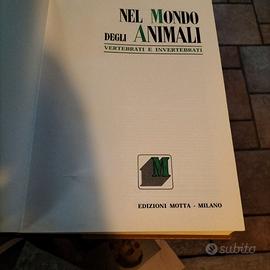 NEL MONDO
DEGLI ANIMALI
VERTEBRATI E INVERTEBRATI
M
EDIZIONI MOTTA - MILANO
subito